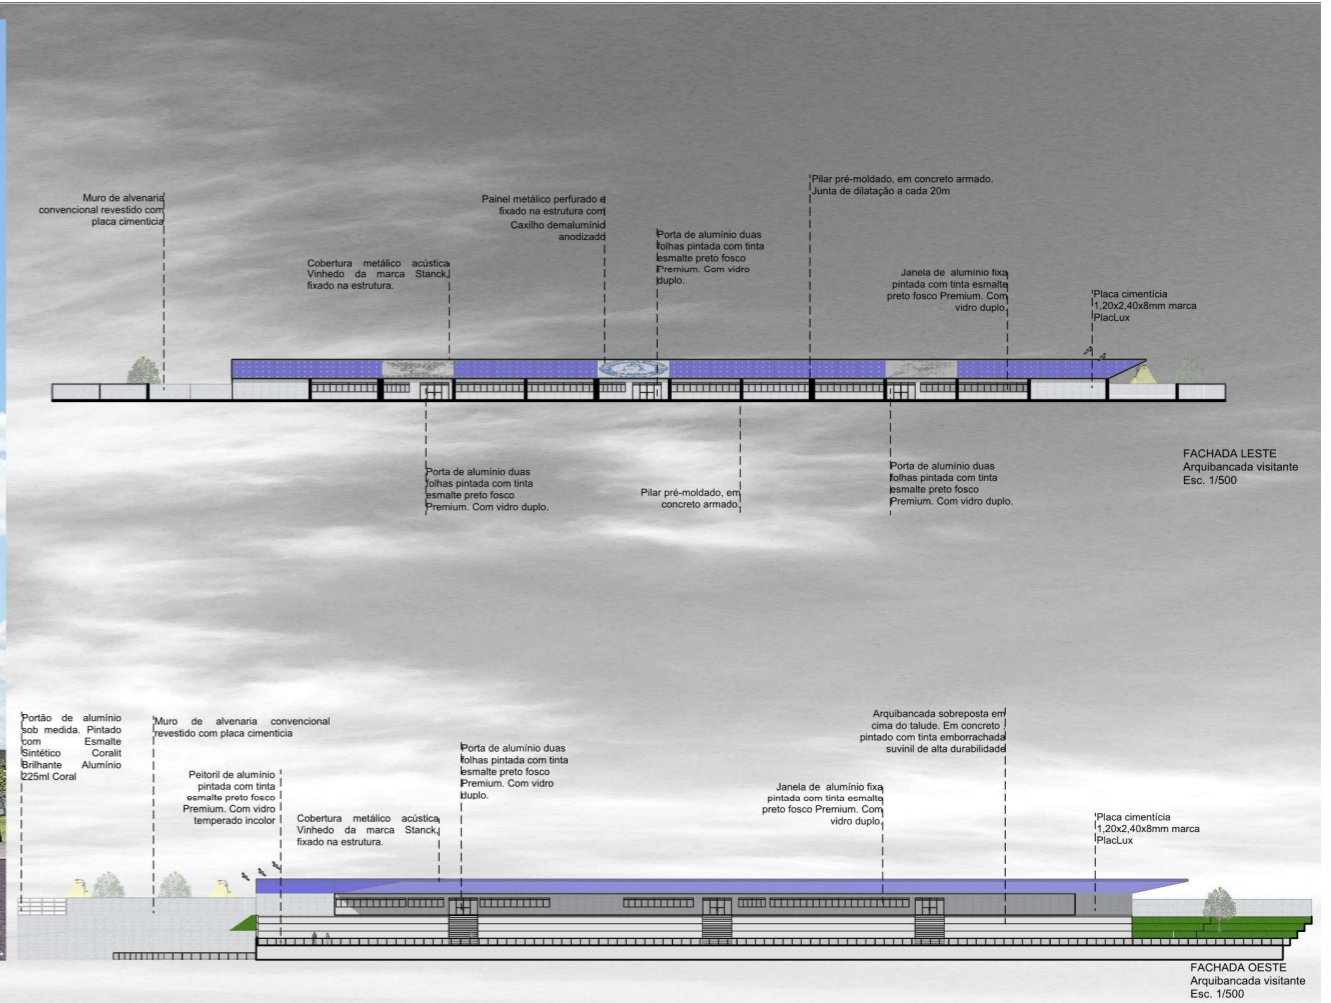 Muro de alvenaria
convencional revestido com
placa cimenticia
Painel metálico perfurado e
fixado na estrutura com
Caxilho demalumínio
anodizado
Pilar pré-moldado, em concreto armado.
Junta de dilatação a cada 20m
Cobertura metálico acústica
Vinhedo da marca Stanck,
fixado na estrutura.
Porta de alumínio duas
folhas pintada com tinta
esmalte preto fosco
Premium. Com vidro
duplo.
Janela de alumínio fixa
pintada com tinta esmalte
preto fosco Premium. Com
vidro duplo.
Placa cimentícia
1,20x2,40x8mm marca
PlacLux
Porta de alumínio duas
folhas pintada com tinta
esmalte preto fosco
Premium. Com vidro duplo.
Pilar pré-moldado, em
concreto armado.
Porta de alumínio duas
folhas pintada com tinta
esmalte preto fosco
Premium. Com vidro duplo.
FACHADA LESTE
Arquibancada visitante
Esc. 1/500
Portão de alumínio
sob medida. Pintado
com Esmalte
Sintético Coralit
Brilhante Alumínio
225ml Coral
Muro de alvenaria convencional
revestido com placa cimenticia
Peitoril de alumínio
pintada com tinta
esmalte preto fosco
Premium. Com vidro
temperado incolor
Cobertura metálico acústica
Vinhedo da marca Stanck,
fixado na estrutura.
Porta de alumínio duas
folhas pintada com tinta
esmalte preto fosco
Premium. Com vidro
duplo.
Janela de alumínio fixa
pintada com tinta esmalte
preto fosco Premium. Com
vidro duplo.
Arquibancada sobreposta em
cima do talude. Em concreto
pintado com tinta emborrachada
suvinil de alta durabilidade
Placa cimentícia
1,20x2,40x8mm marca
PlacLux
FACHADA OESTE
Arquibancada visitante
Esc. 1/500